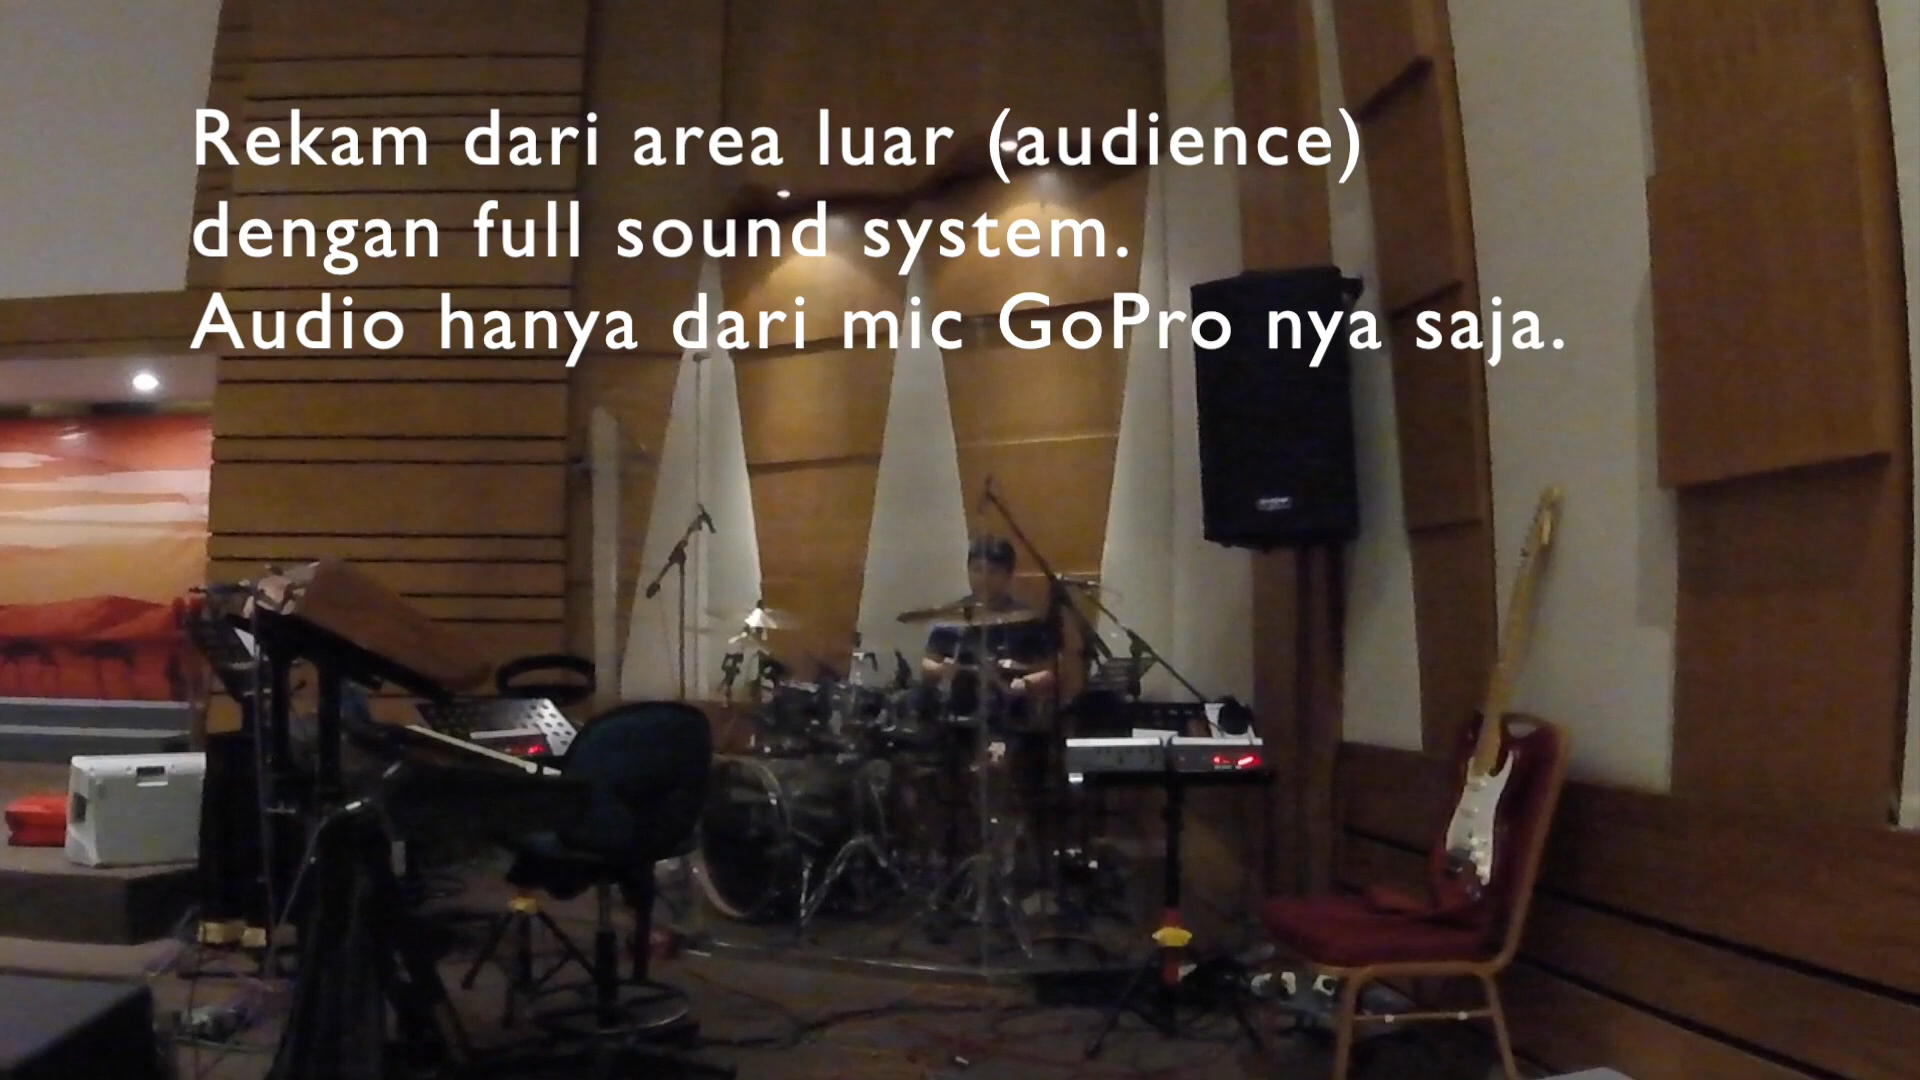 Rekam dari area luar (audience)
dengan full sound system.
Audio hanya dari mic GoPro nya saja.